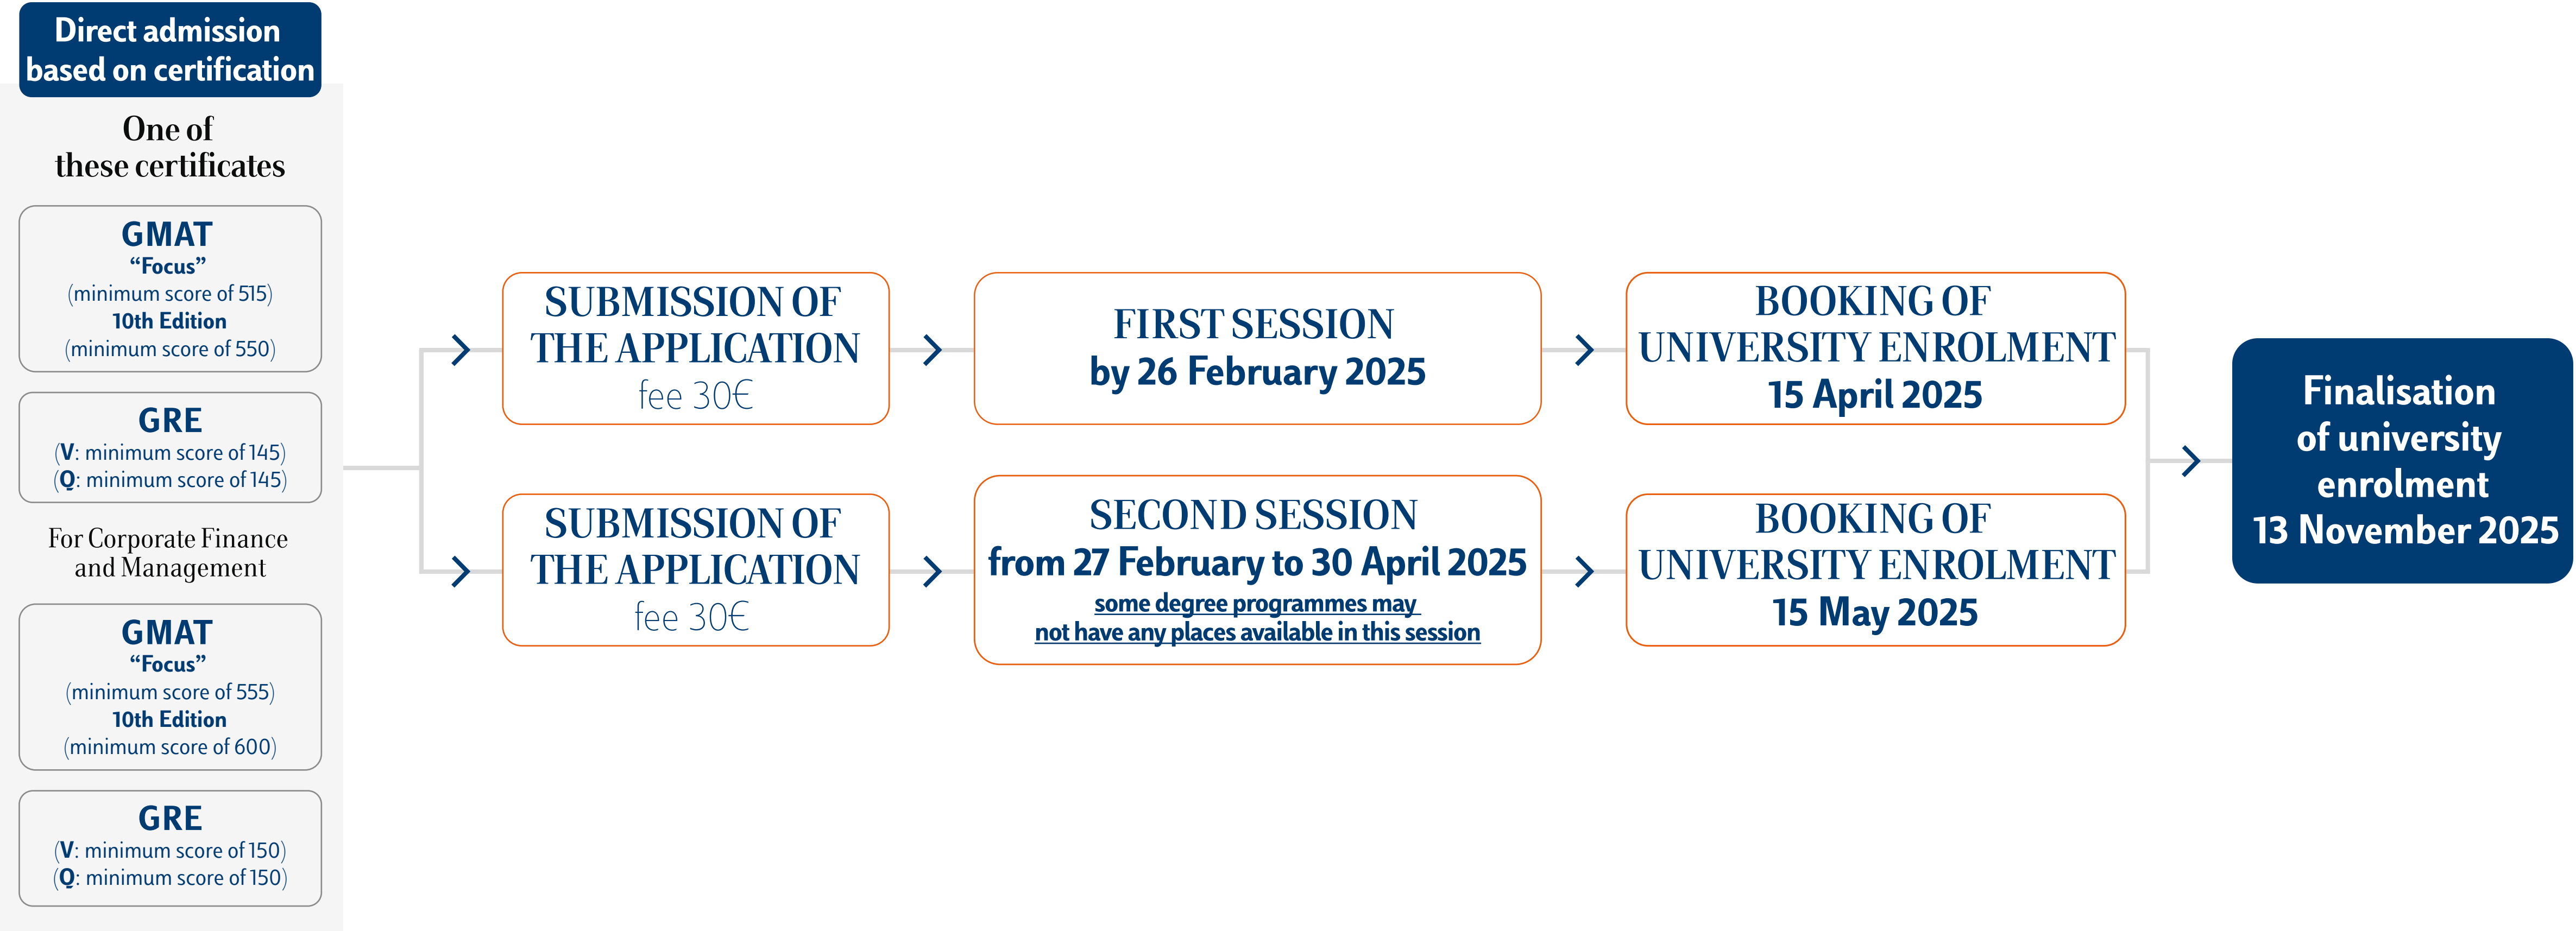 Direct admission
based on certification
One of
these certificates
GMAT
“Focus”
(minimum score of 515)
10th Edition
(minimum score of 550)
GRE
(V: minimum score of 145)
(Q: minimum score of 145)
For Corporate Finance
and Management
GMAT
“Focus”
(minimum score of 555)
10th Edition
(minimum score of 600)
GRE
(V: minimum score of 150)
(Q: minimum score of 150)
SUBMISSION OF
THE APPLICATION
fee 30€
FIRST SESSION
by 26 February 2025
BOOKING OF
UNIVERSITY ENROLMENT
15 April 2025
SUBMISSION OF
THE APPLICATION
fee 30€
SECOND SESSION
from 27 February to 30 April 2025
some degree programmes may
not have any places available in this session
BOOKING OF
UNIVERSITY ENROLMENT
15 May 2025
Finalisation
of university
enrolment
13 November 2025